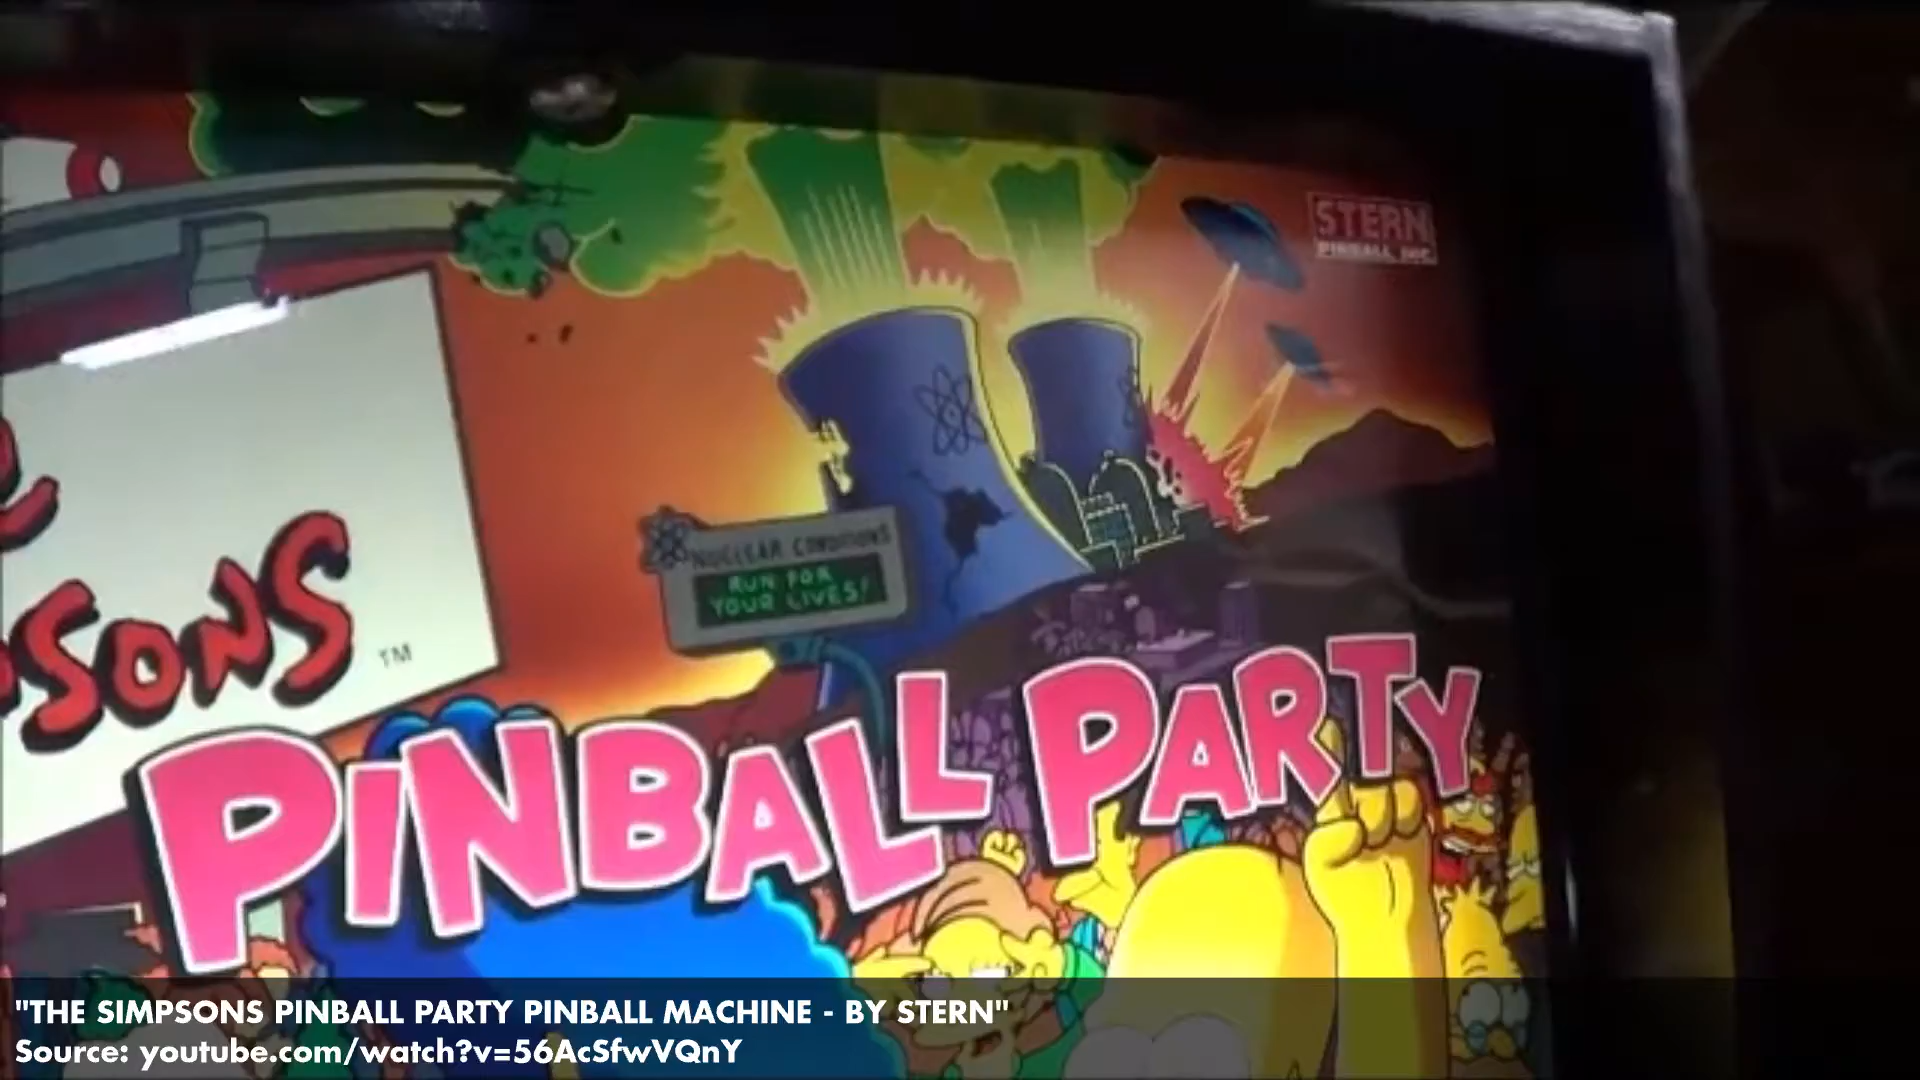 STERN
PINBALL, INC.
NUCLEAR CONDITIONS
RUN FOR
YOUR LIVES!
SONS
TM
PINBALL PARTY
"THE SIMPSONS PINBALL PARTY PINBALL MACHINE - BY STERN"
Source: youtube.com/watch?v=56AcSfwVQnY